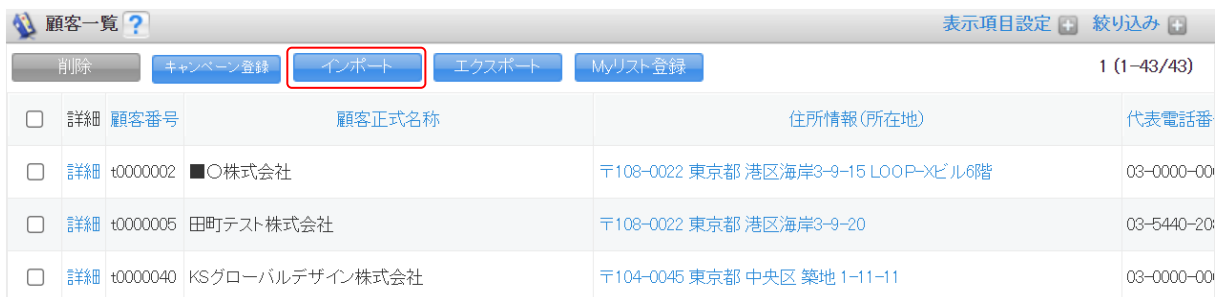 顧客一覧 ? 表示項目設定 絞り込み
削除 キャンペーン登録 インポート エクスポート Myリスト登録 1 (1-43/43)
詳細 顧客番号 顧客正式名称 住所情報(所在地) 代表電話番
詳細 t0000002 ■○株式会社 〒108-0022 東京都 港区海岸3-9-15 LOOP-Xビル6階 03-0000-00
詳細 t0000005 田町テスト株式会社 〒108-0022 東京都 港区海岸3-9-20 03-5440-20
詳細 t0000040 KSグローバルデザイン株式会社 〒104-0045 東京都 中央区 築地 1-11-11 03-0000-00